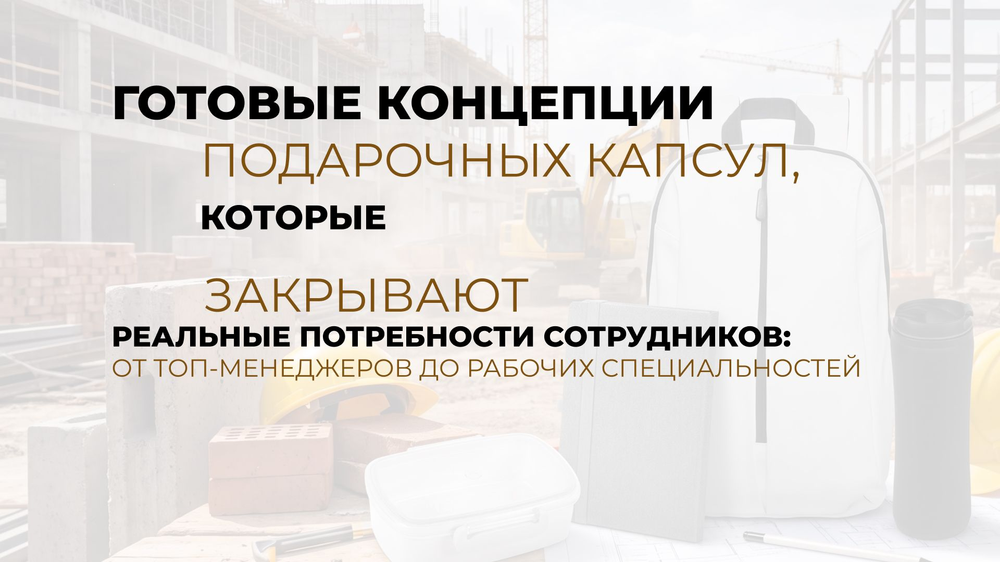 ГОТОВЫЕ КОНЦЕПЦИИ
ПОДАРОЧНЫХ КАПСУЛ,
КОТОРЫЕ
ЗАКРЫВАЮТ
РЕАЛЬНЫЕ ПОТРЕБНОСТИ СОТРУДНИКОВ:
ОТ ТОП-МЕНЕДЖЕРОВ ДО РАБОЧИХ СПЕЦИАЛЬНОСТЕЙ